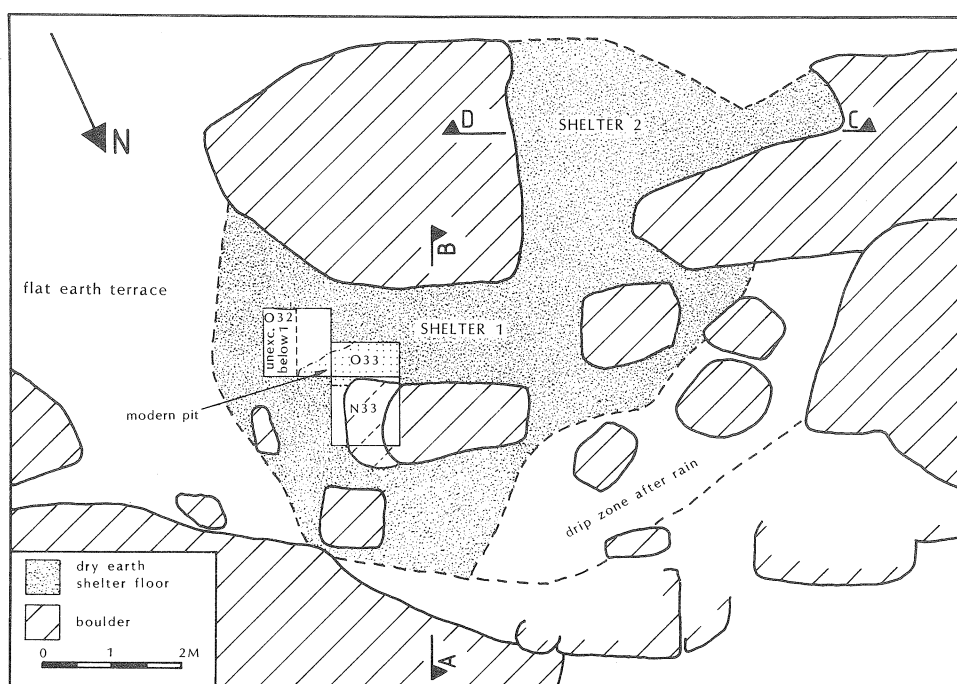 N
D
SHELTER 2
C
B
flat earth terrace
O32
unexc.
below 1
SHELTER 1
O33
modern pit
N33
drip zone after rain
dry earth
shelter floor
boulder
0 1 2M
A